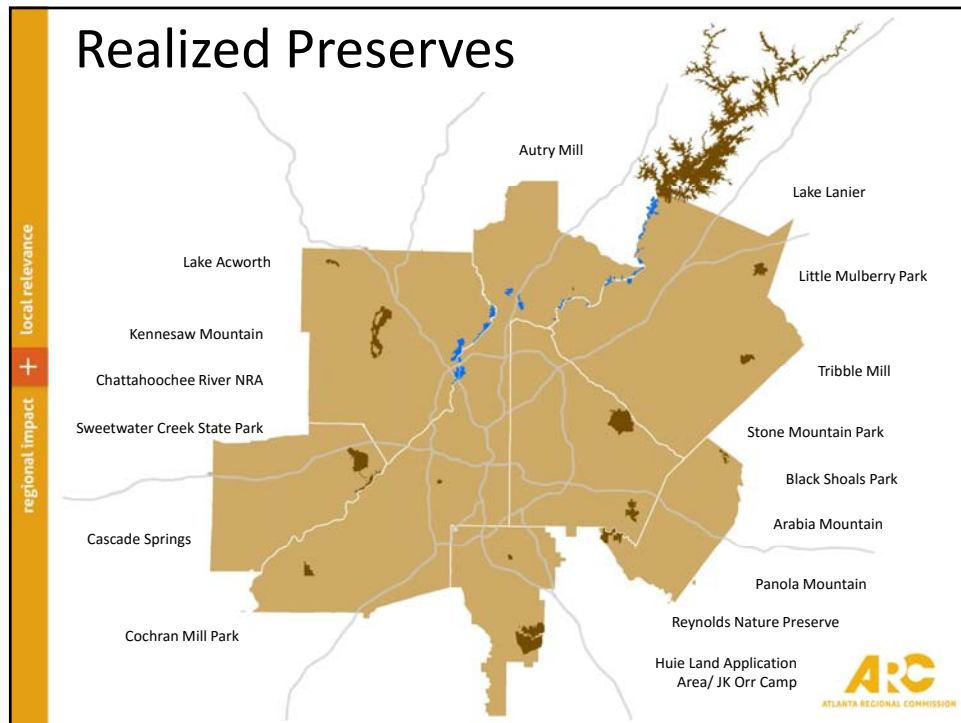 Realized Preserves
Autry Mill
Lake Lanier
Lake Acworth
Little Mulberry Park
Kennesaw Mountain
Tribble Mill
Chattahoochee River NRA
Sweetwater Creek State Park
Stone Mountain Park
Black Shoals Park
Arabia Mountain
Cascade Springs
Panola Mountain
Reynolds Nature Preserve
Cochran Mill Park
Huie Land Application
Area/ JK Orr Camp
regional impact + local relevance
ARC
ATLANTA REGIONAL COMMISSION